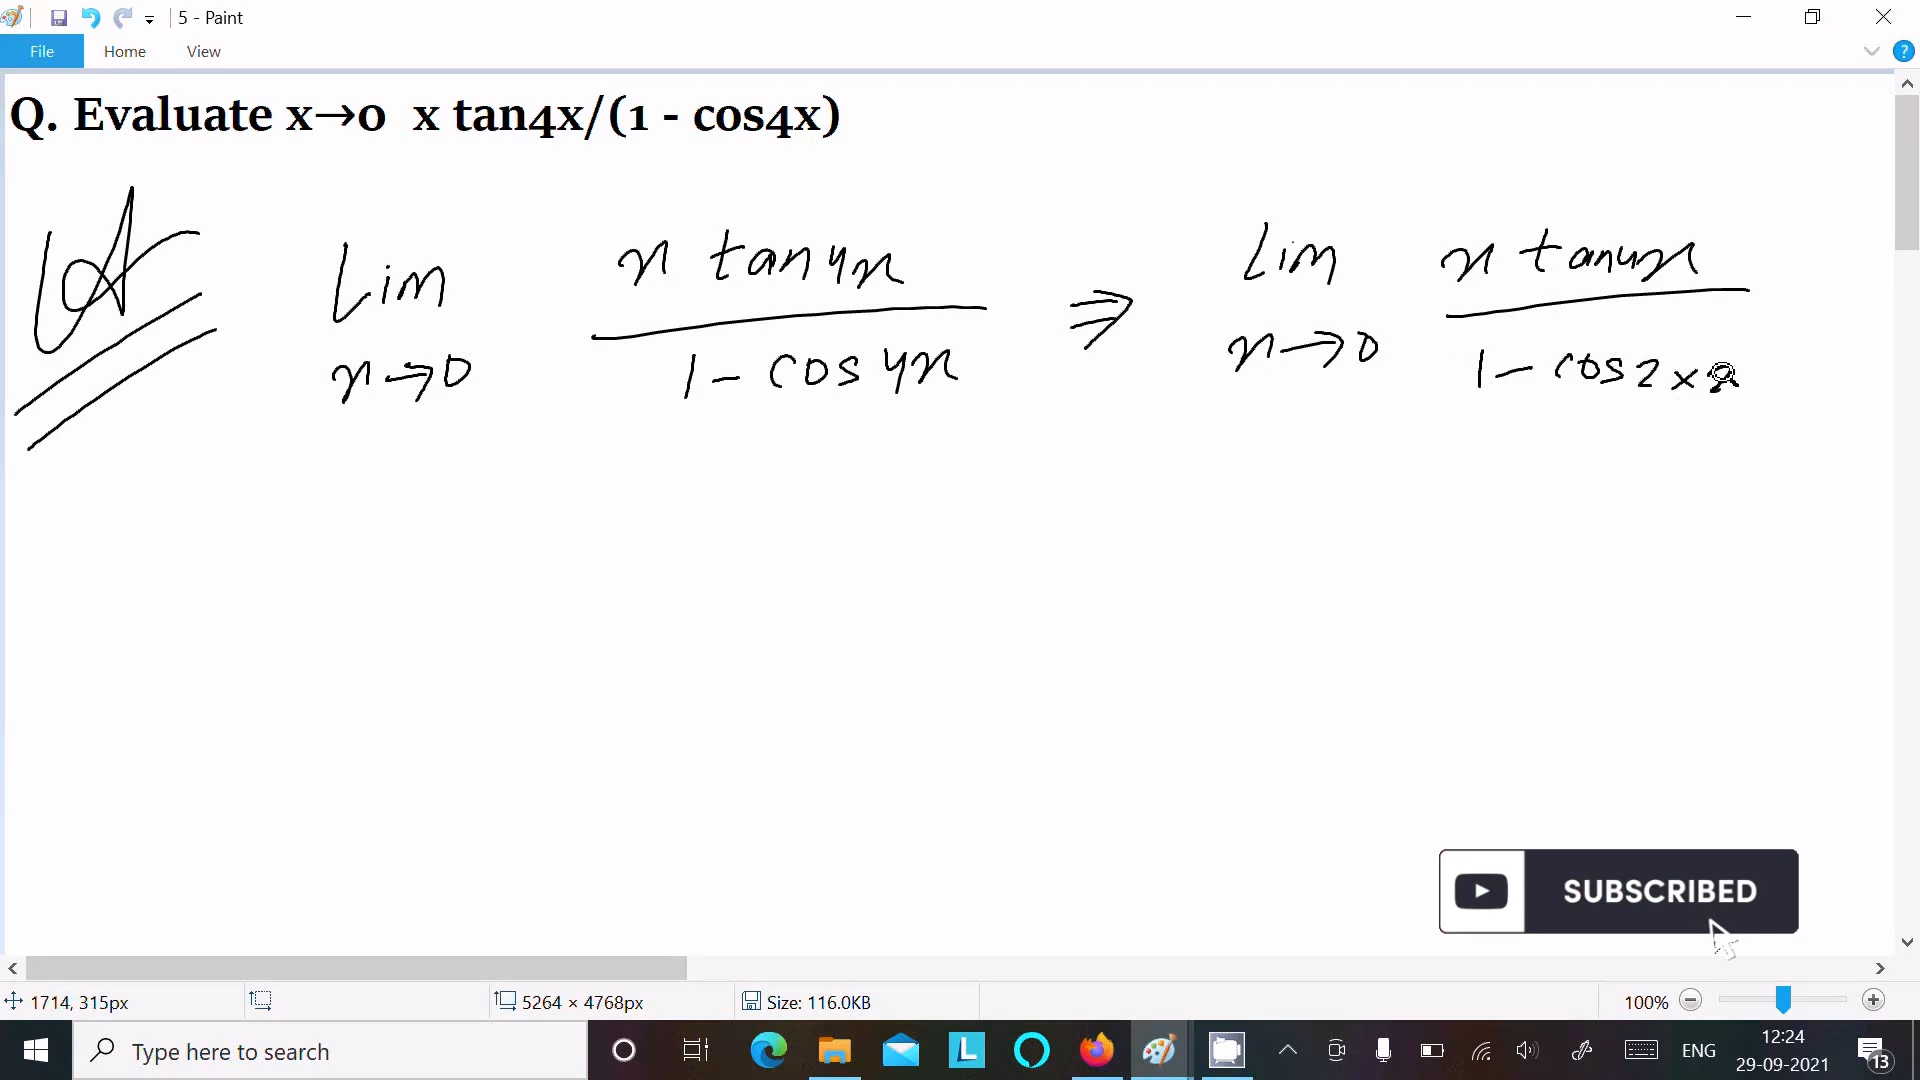 5 - Paint
File Home View
Q. Evaluate x→0 x tan4x/(1 - cos4x)
Lim x tan4x ⇒ Lim x tan4x
x→0 1 - cos4x x→0 1 - cos2×2
SUBSCRIBED
1714, 315px 5264 × 4768px Size: 116.0KB 100%
Type here to search L ENG 12:24
29-09-2021 13